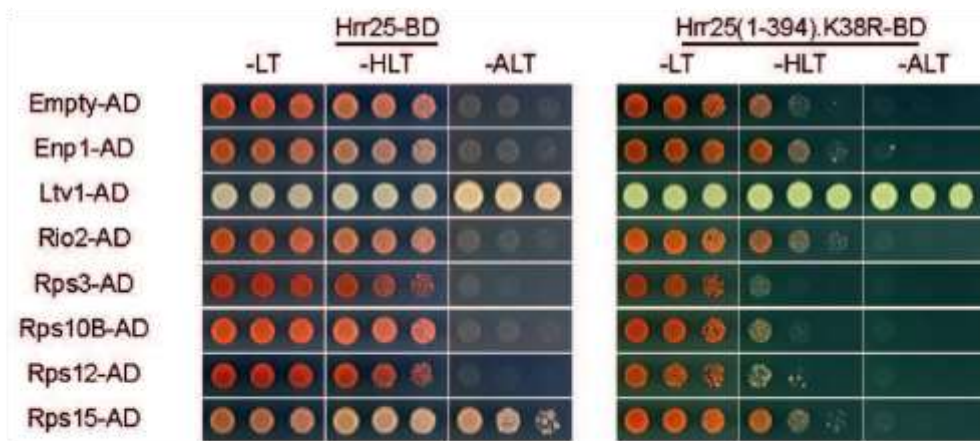 Hrr25-BD
Hrr25(1-394).K38R-BD
-LT -HLT -ALT
-LT -HLT -ALT
Empty-AD
Enp1-AD
Ltv1-AD
Rio2-AD
Rps3-AD
Rps10B-AD
Rps12-AD
Rps15-AD